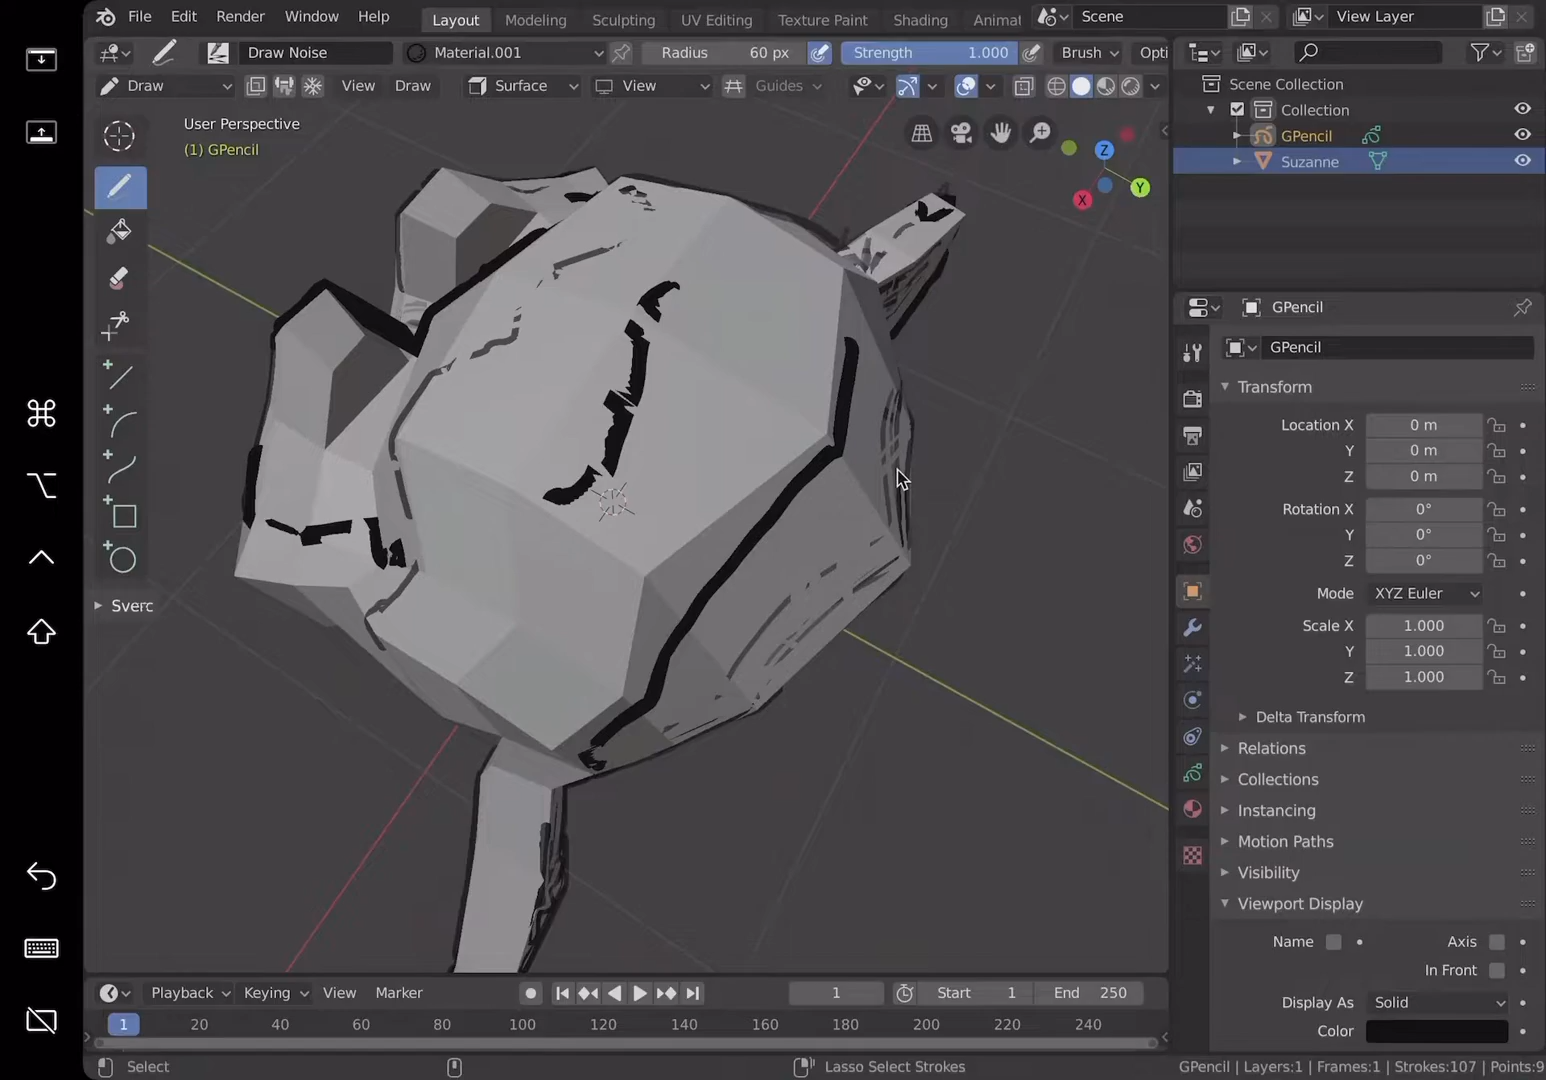 File Edit Render Window Help Layout Modeling Sculpting UV Editing Texture Paint Shading Animat Scene View Layer
Draw Noise Material.001 Radius 60 px Strength 1.000 Brush Opti
Draw View Draw Surface View Guides
User Perspective
(1) GPencil
Z
Y
X
Sverc
Scene Collection
Collection
GPencil
Suzanne
GPencil
GPencil
Transform
Location X 0 m
Y 0 m
Z 0 m
Rotation X 0°
Y 0°
Z 0°
Mode XYZ Euler
Scale X 1.000
Y 1.000
Z 1.000
Delta Transform
Relations
Collections
Instancing
Motion Paths
Visibility
Viewport Display
Name Axis
In Front
Display As Solid
Color
Playback Keying View Marker 1 Start 1 End 250
1 20 40 60 80 100 120 140 160 180 200 220 240
Select Lasso Select Strokes GPencil | Layers:1 | Frames:1 | Strokes:107 | Points:9